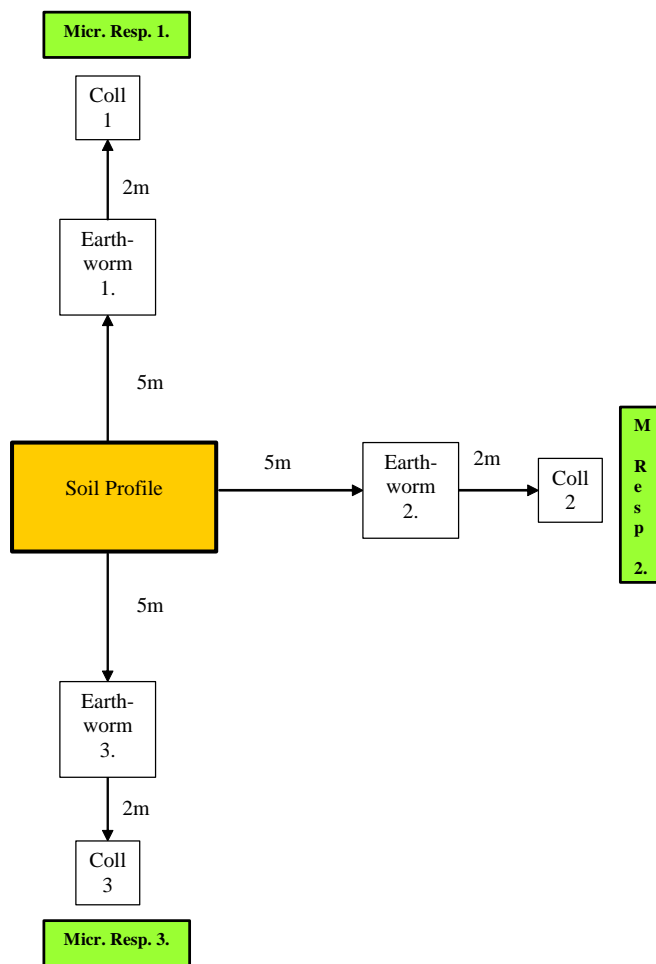 Micr. Resp. 1.
Coll
1
2m
Earth-
worm
1.
5m
Soil Profile
5m
Earth-
worm
2.
2m
Coll
2
M
R
e
s
p
2.
5m
Earth-
worm
3.
2m
Coll
3
Micr. Resp. 3.